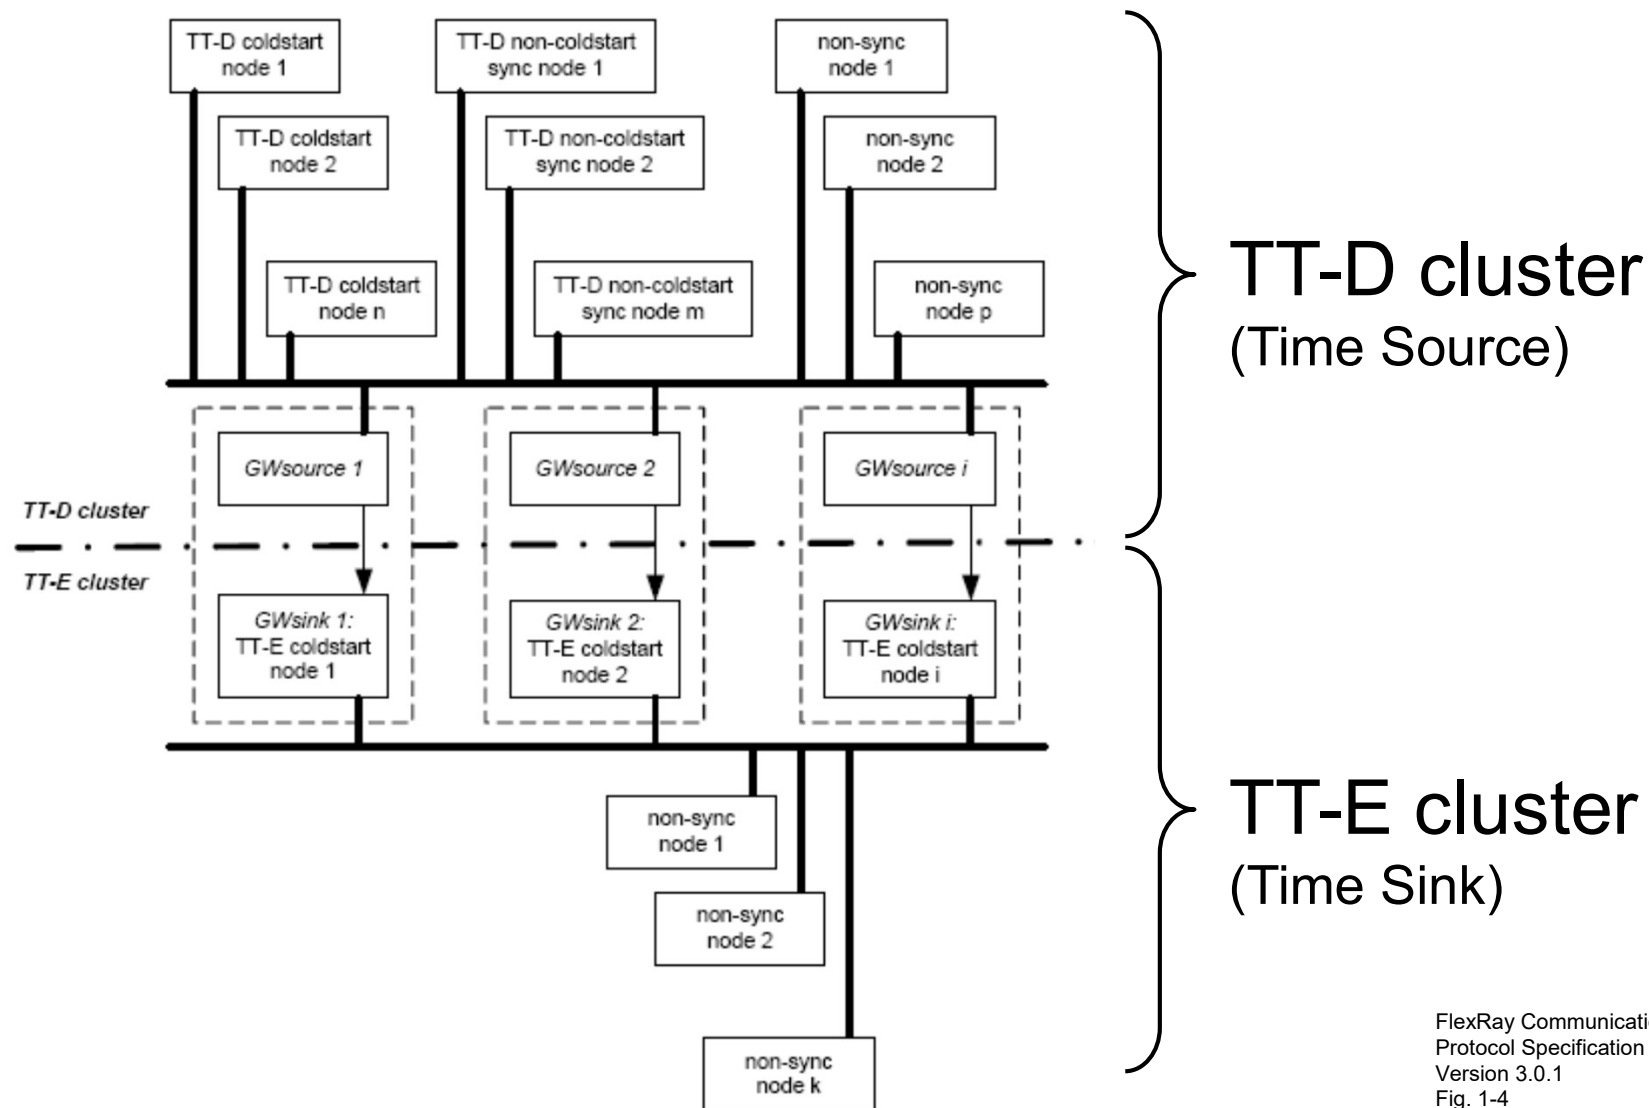 TT-D coldstart
node 1
TT-D non-coldstart
sync node 1
non-sync
node 1
TT-D coldstart
node 2
TT-D non-coldstart
sync node 2
non-sync
node 2
TT-D coldstart
node n
TT-D non-coldstart
sync node m
non-sync
node p
TT-D cluster
(Time Source)
GWsource 1
GWsource 2
GWsource i
TT-D cluster
TT-E cluster
GWsink 1:
TT-E coldstart
node 1
GWsink 2:
TT-E coldstart
node 2
GWsink i:
TT-E coldstart
node i
non-sync
node 1
TT-E cluster
(Time Sink)
non-sync
node 2
non-sync
node k
FlexRay Communicati
Protocol Specification
Version 3.0.1
Fig. 1-4